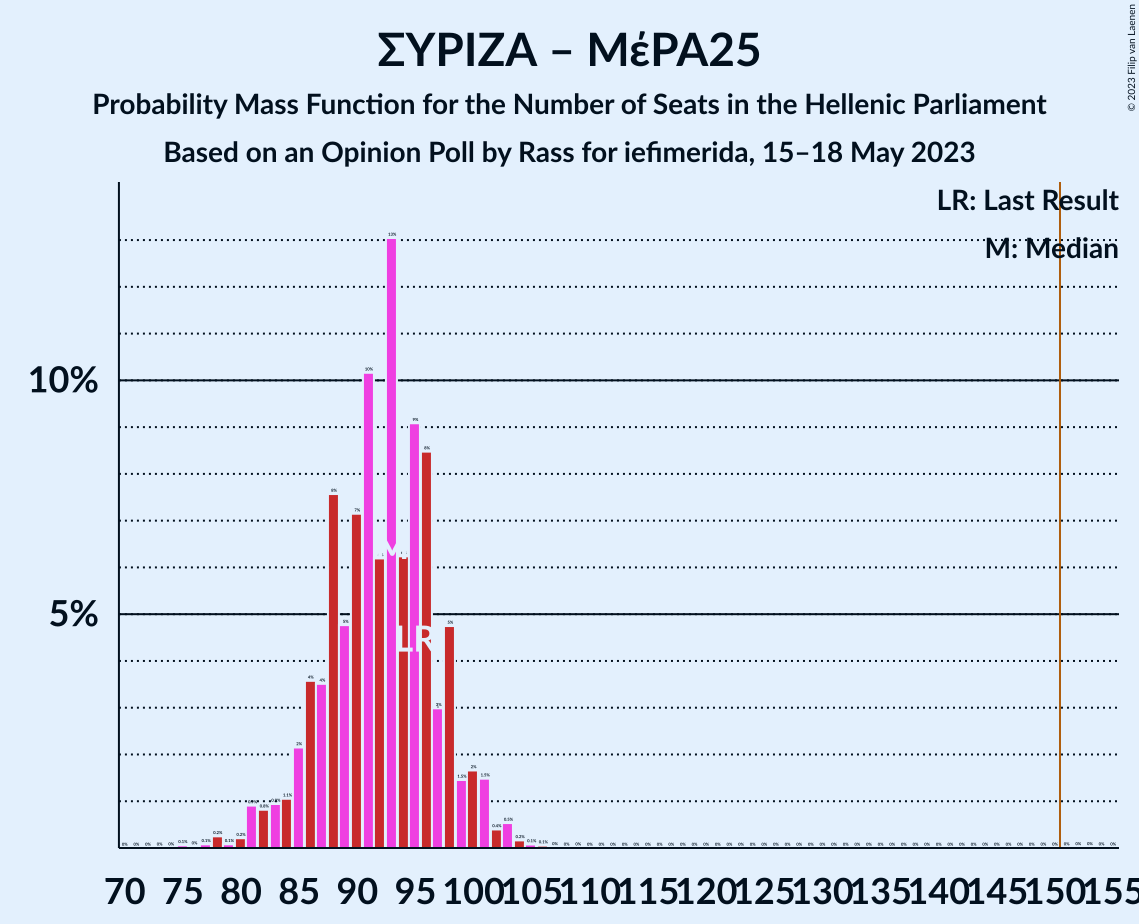 ΣΥΡΙΖΑ – ΜέΡΑ25
Probability Mass Function for the Number of Seats in the Hellenic Parliament
Based on an Opinion Poll by Rass for iefimerida, 15–18 May 2023
© 2023 Filip van Laenen
LR: Last Result
M: Median
10%
5%
M
LR
70 75 80 85 90 95 100 105 110 115 120 125 130 135 140 145 150 155